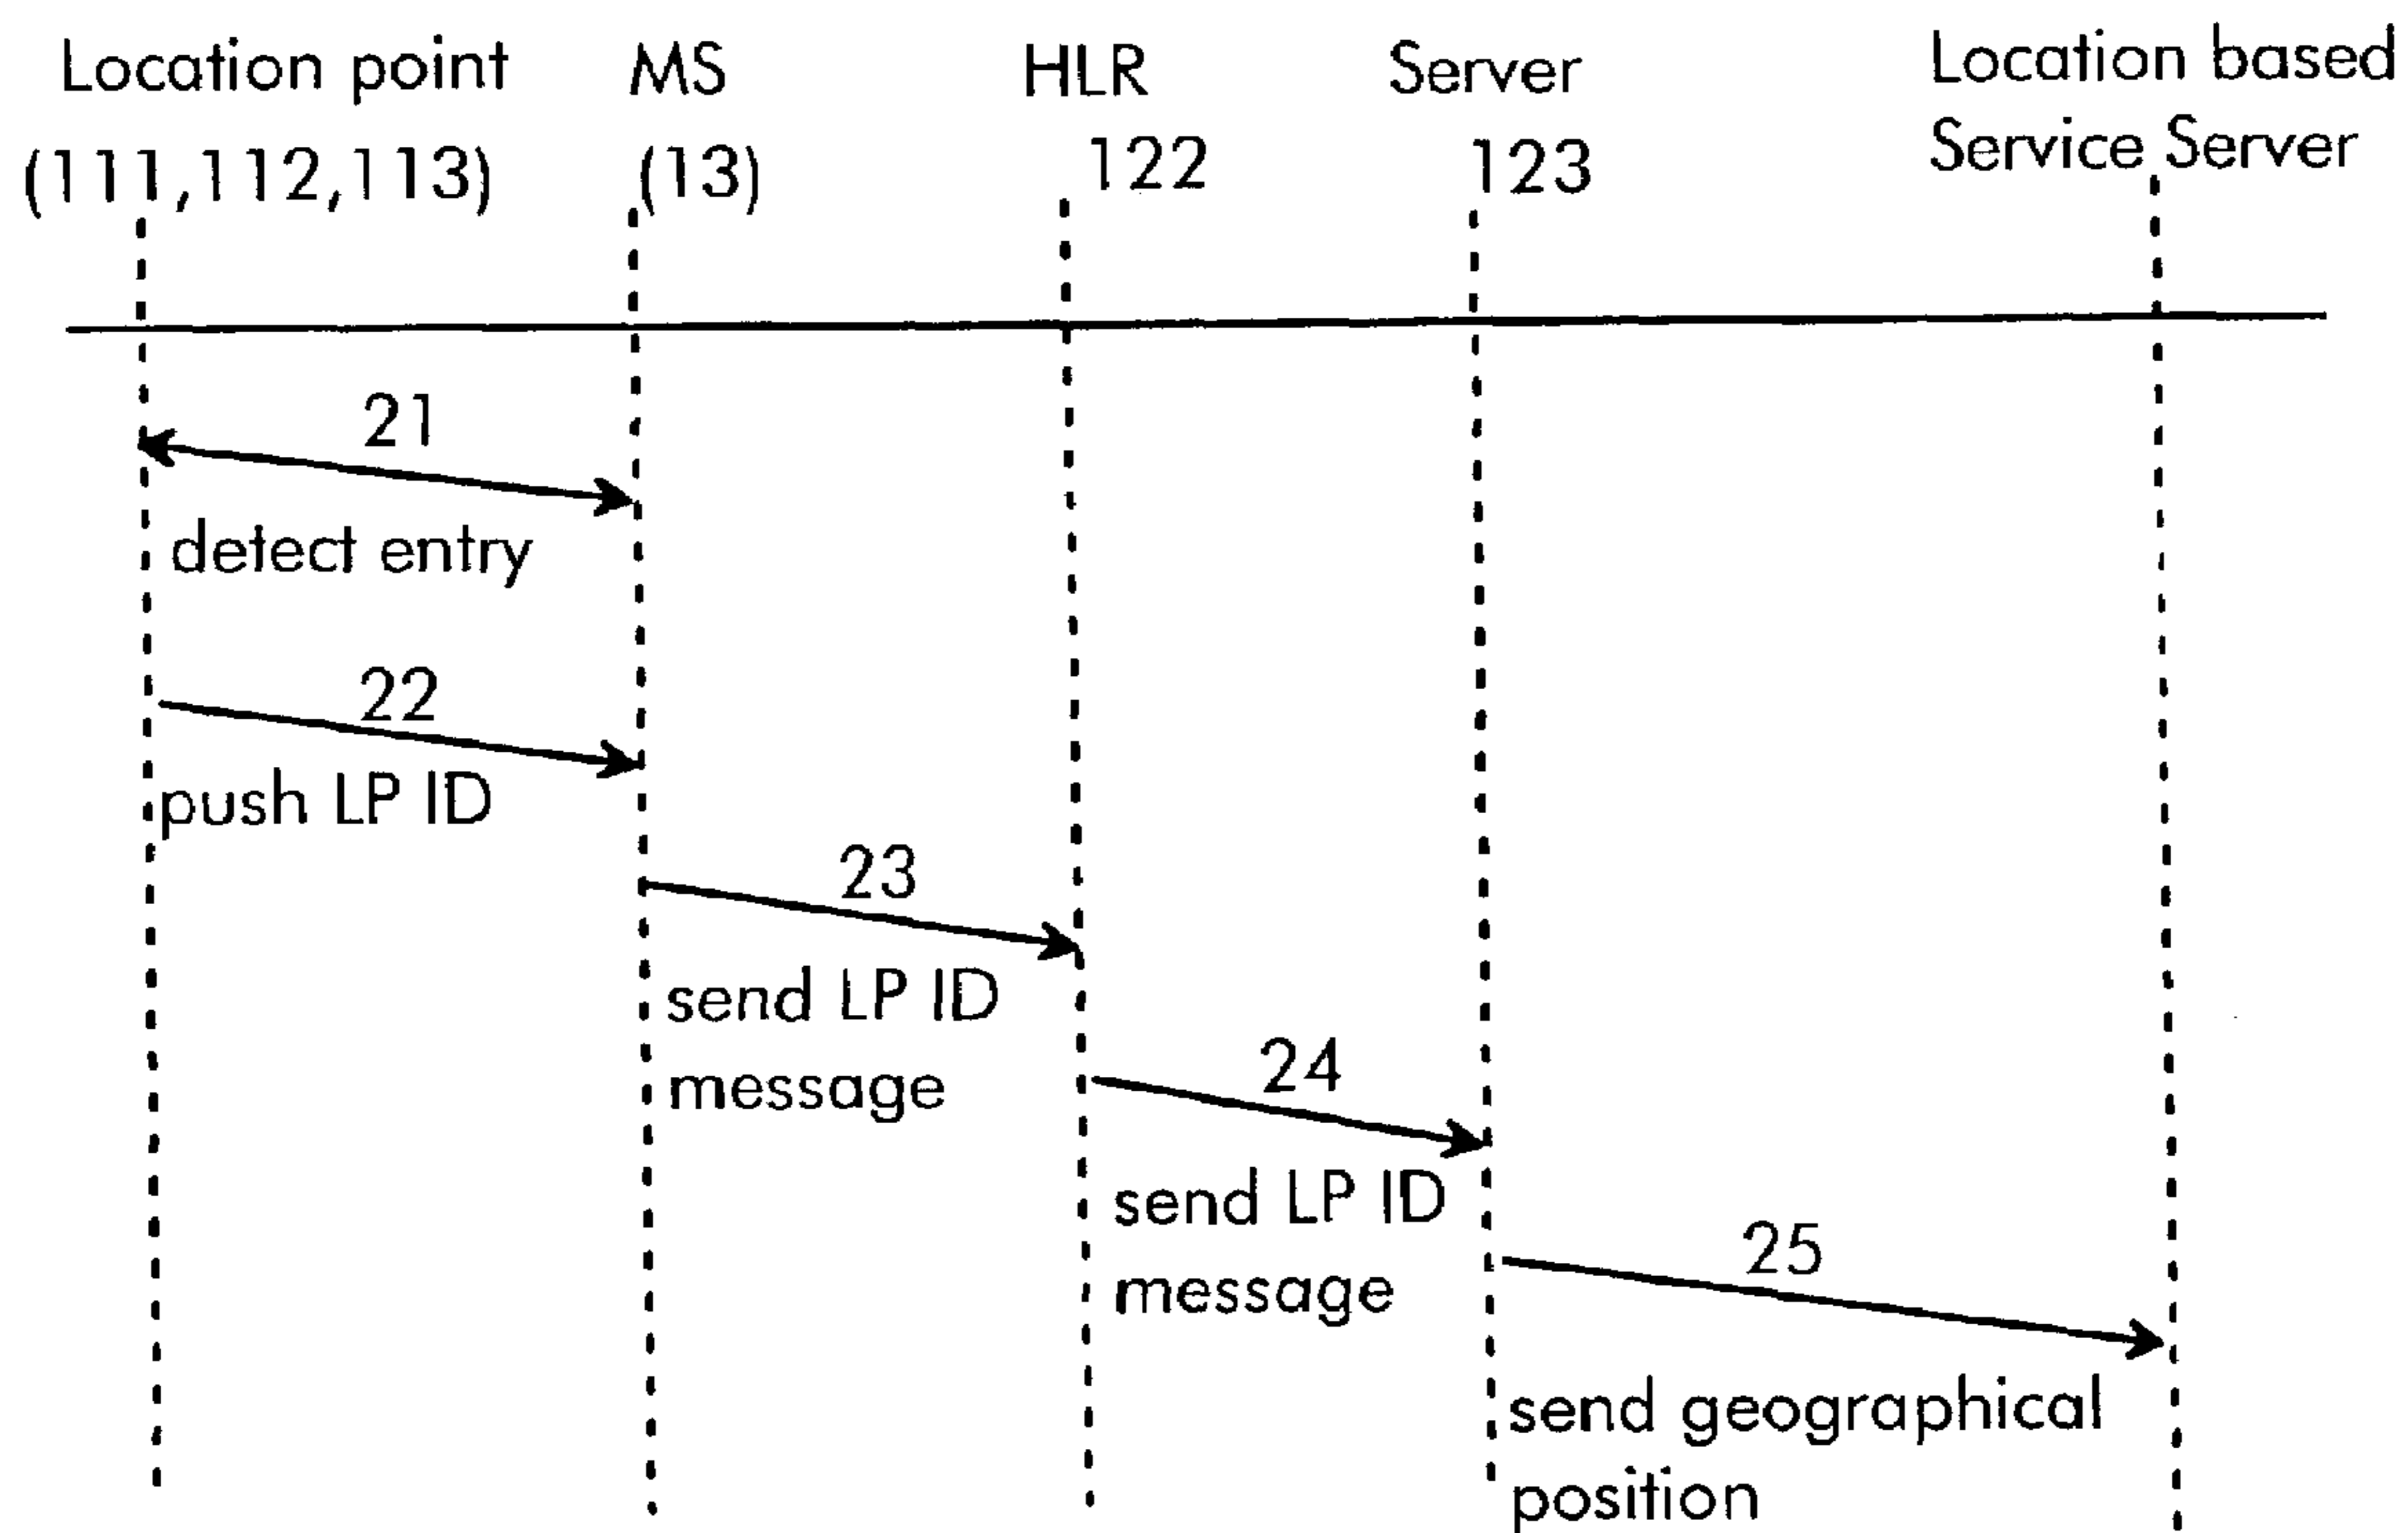 Location point
(111,112,113)
MS
(13)
HLR
122
Server
123
Location based
Service Server
21
detect entry
22
push LP ID
23
send LP ID
message
24
send LP ID
message
25
send geographical
position